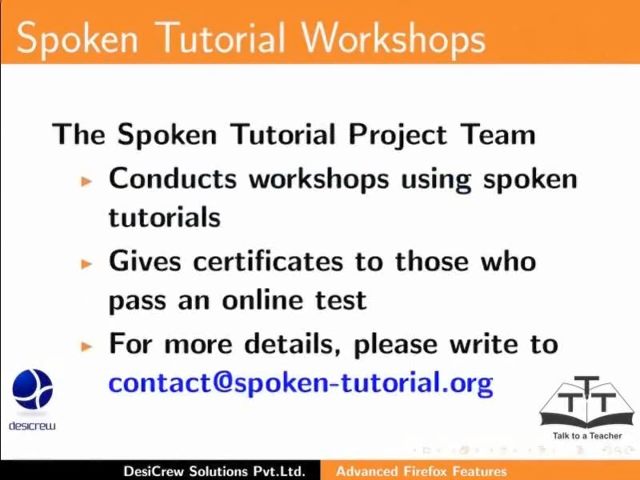 Spoken Tutorial Workshops
The Spoken Tutorial Project Team
Conducts workshops using spoken
tutorials
Gives certificates to those who
pass an online test
For more details, please write to
contact@spoken-tutorial.org
desicrew
T T T
Talk to a Teacher
DesiCrew Solutions Pvt.Ltd. Advanced Firefox Features